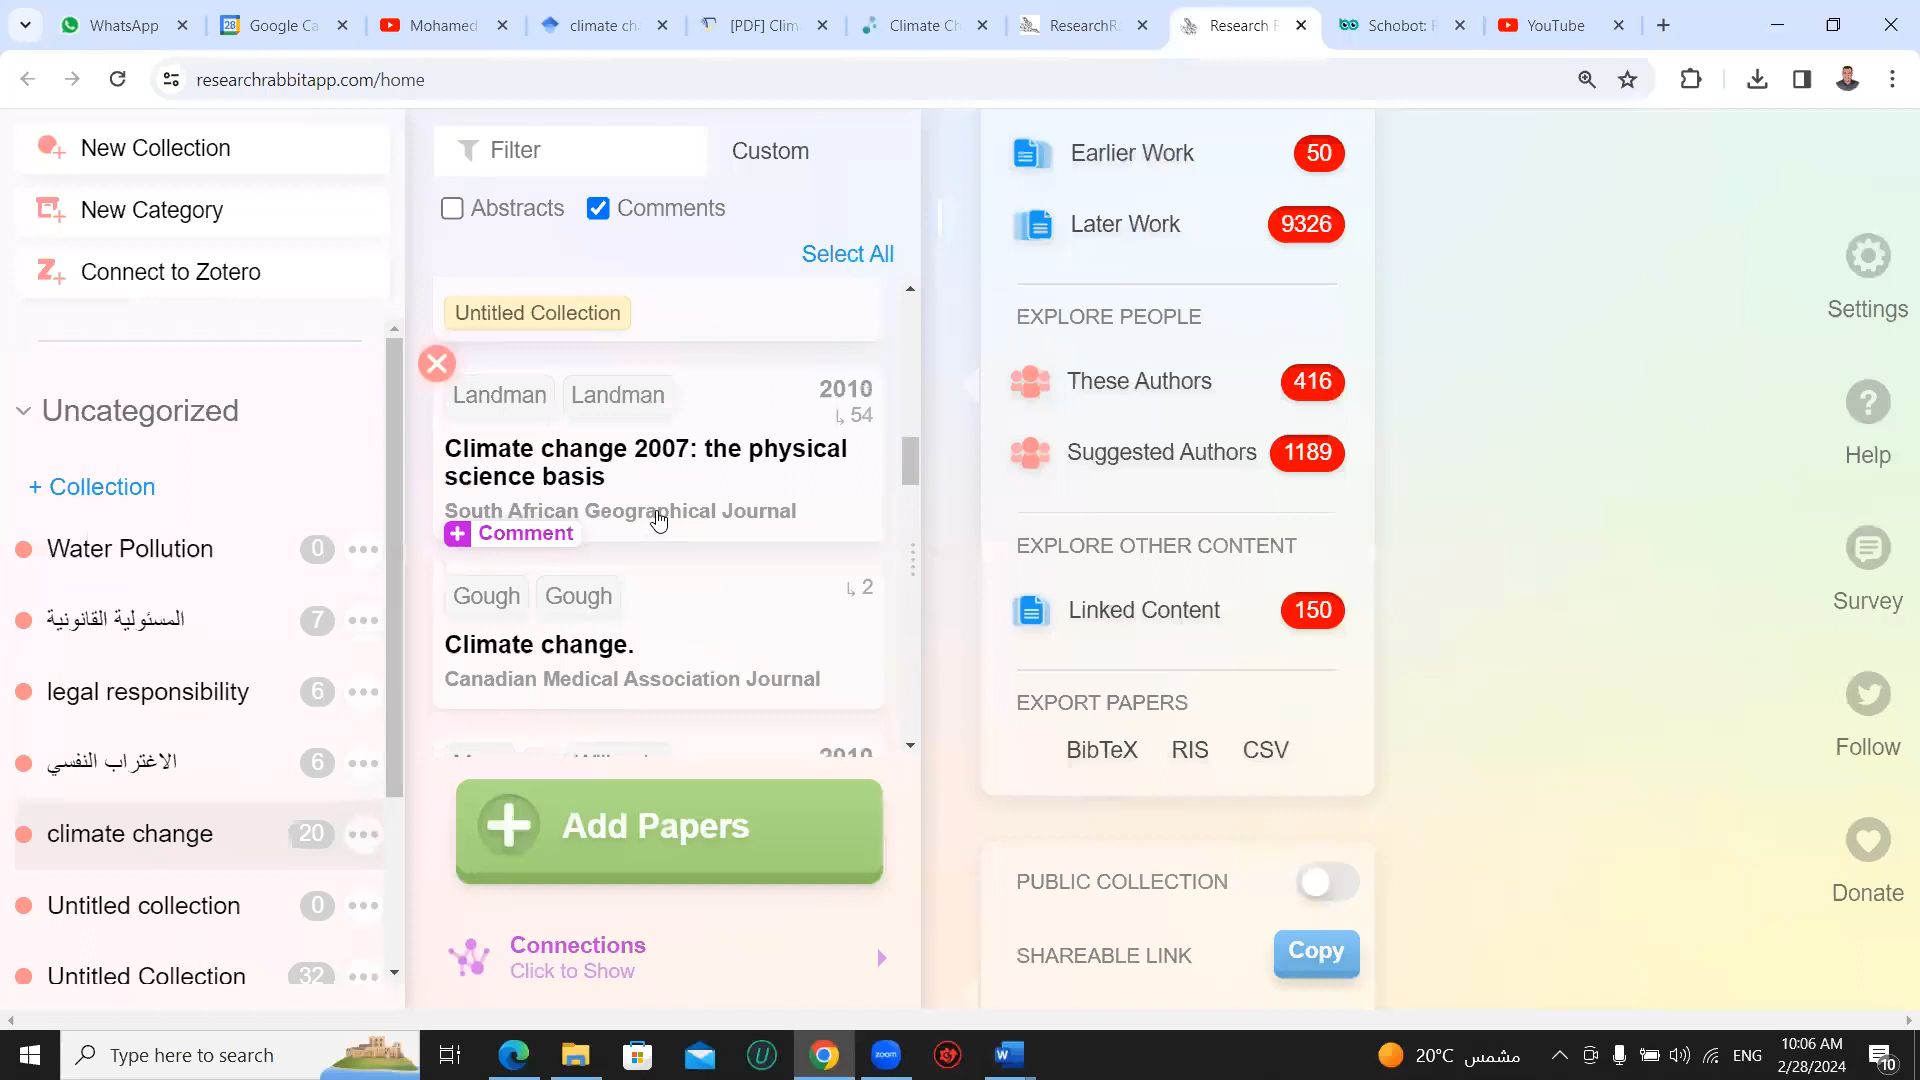 WhatsApp
28
Google Ca
Mohamed
climate ch
[PDF] Clim
Climate Ch
ResearchR
Research R
Schobot: R
YouTube
researchrabbitapp.com/home
New Collection
New Category
Connect to Zotero
Uncategorized
+ Collection
Water Pollution 0
المسئولية القانونية 7
legal responsibility 6
الاغتراب النفسي 6
climate change 20
Untitled collection 0
Untitled Collection 32
Filter
Custom
Abstracts
Comments
Select All
Untitled Collection
Landman Landman
2010
54
Climate change 2007: the physical
science basis
South African Geographical Journal
Comment
Gough Gough
2
Climate change.
Canadian Medical Association Journal
2010
Add Papers
Connections
Click to Show
Earlier Work 50
Later Work 9326
EXPLORE PEOPLE
These Authors 416
Suggested Authors 1189
EXPLORE OTHER CONTENT
Linked Content 150
EXPORT PAPERS
BibTeX RIS CSV
PUBLIC COLLECTION
SHAREABLE LINK
Copy
Settings
Help
Survey
Follow
Donate
Type here to search
zoom
20°C مشمس
ENG
10:06 AM
2/28/2024
10